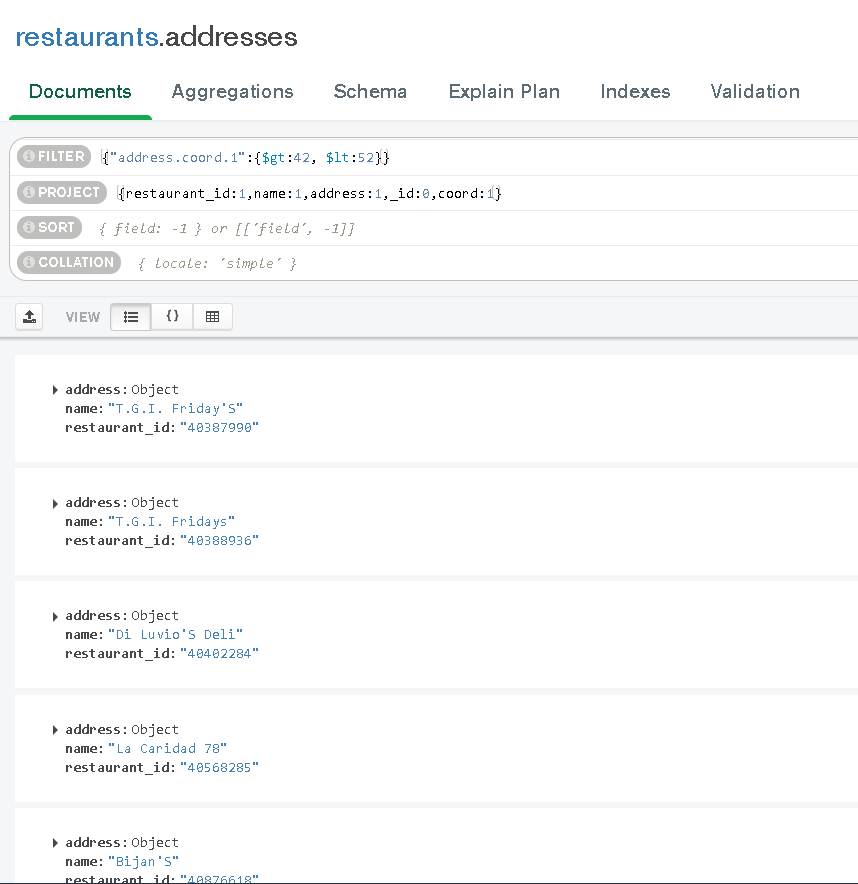 restaurants.addresses
Documents Aggregations Schema Explain Plan Indexes Validation
FILTER {"address.coord.1":{$gt:42, $lt:52}}
PROJECT {restaurant_id:1,name:1,address:1,_id:0,coord:1}
SORT { field: -1 } or [['field', -1]]
COLLATION { locale: 'simple' }
VIEW {}
address: Object
name: "T.G.I. Friday'S"
restaurant_id: "40387990"
address: Object
name: "T.G.I. Fridays"
restaurant_id: "40388936"
address: Object
name: "Di Luvio'S Deli"
restaurant_id: "40402284"
address: Object
name: "La Caridad 78"
restaurant_id: "40568285"
address: Object
name: "Bijan'S"
restaurant_id: "40876618"